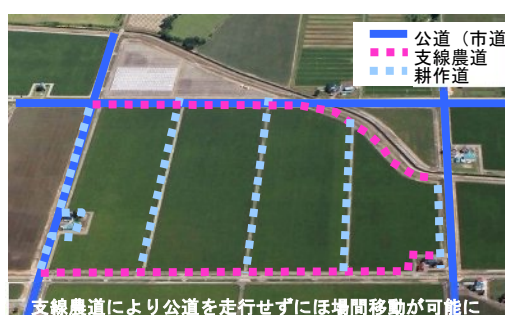 公道（市道
支線農道
耕作道
支線農道により公道を走行せずにほ場間移動が可能に